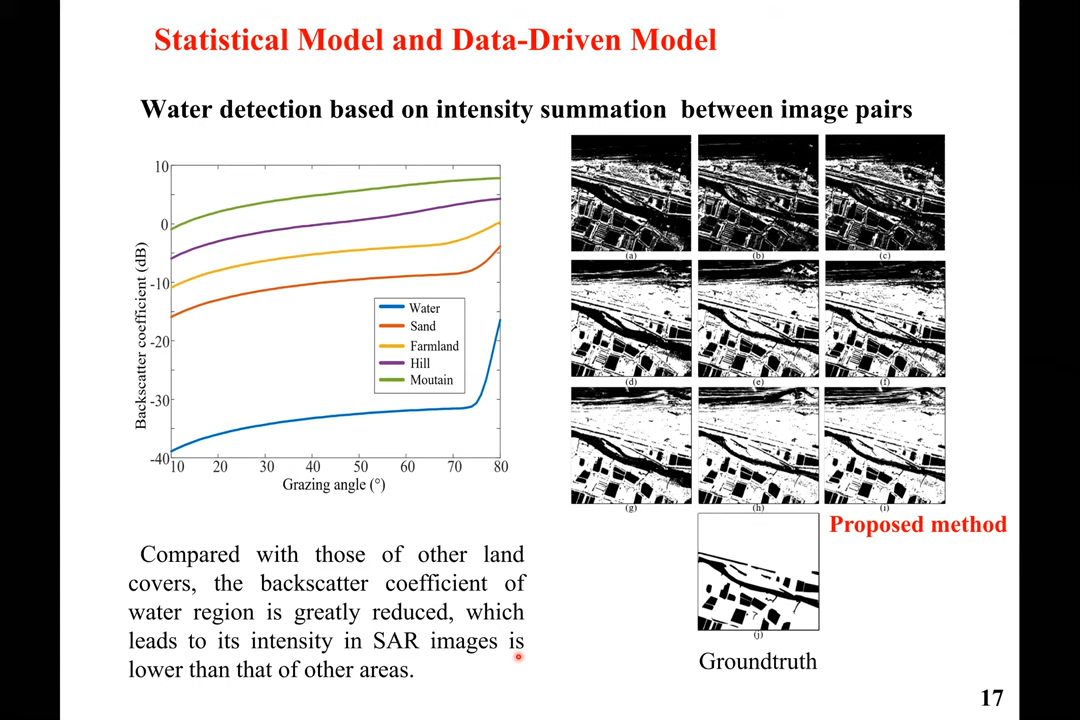 Statistical Model and Data-Driven Model
Water detection based on intensity summation between image pairs
10
0
-10
-20
-30
-40
Backscatter coefficient (dB)
10 20 30 40 50 60 70 80
Grazing angle (°)
Water
Sand
Farmland
Hill
Moutain
(a) (b) (c)
(d) (e) (f)
(g) (h) (i)
Proposed method
(j)
Groundtruth
Compared with those of other land
covers, the backscatter coefficient of
water region is greatly reduced, which
leads to its intensity in SAR images is
lower than that of other areas.
17